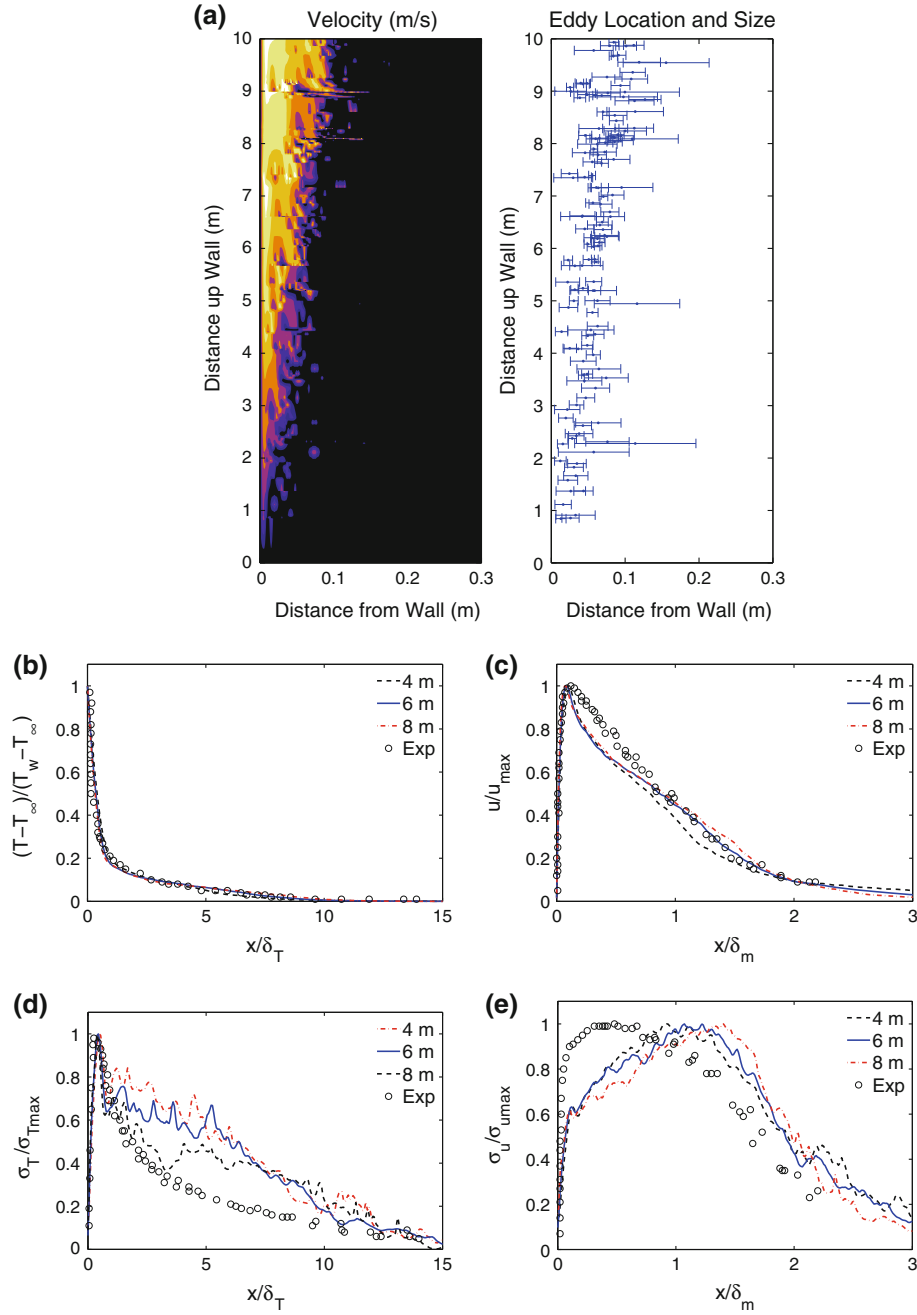 (a)
Velocity (m/s)
Eddy Location and Size
10
9
8
7
6
5
4
3
2
1
0
Distance up Wall (m)
0
0.1
0.2
0.3
Distance from Wall (m)
10
9
8
7
6
5
4
3
2
1
0
Distance up Wall (m)
0
0.1
0.2
0.3
Distance from Wall (m)
(b)
1
0.8
0.6
0.4
0.2
0
(T−T∞)/(Tw−T∞)
4 m
6 m
8 m
Exp
0
5
10
15
x/δT
(c)
1
0.8
0.6
0.4
0.2
0
u/umax
4 m
6 m
8 m
Exp
0
1
2
3
x/δm
(d)
1
0.8
0.6
0.4
0.2
0
σT/σTmax
4 m
6 m
8 m
Exp
0
5
10
15
x/δT
(e)
1
0.8
0.6
0.4
0.2
0
σu/σumax
4 m
6 m
8 m
Exp
0
1
2
3
x/δm